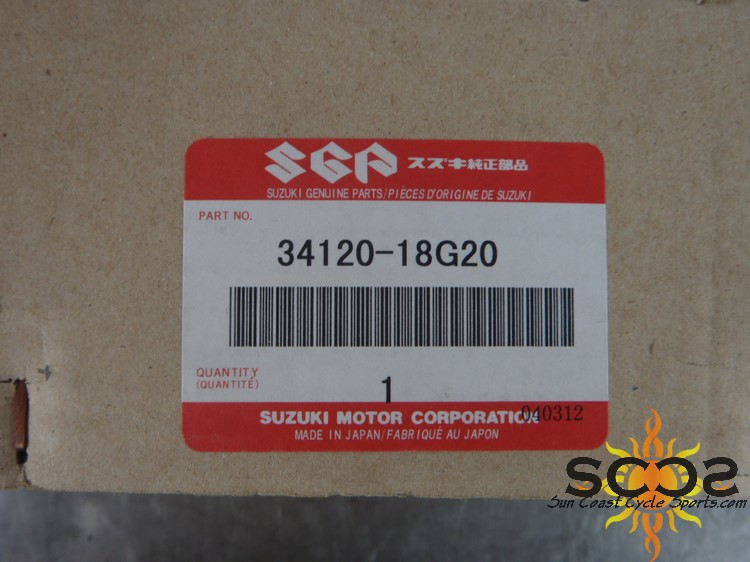 SGP スズキ純正部品
SUZUKI GENUINE PARTS/PIÈCES D'ORIGINE DE SUZUKI
PART NO.
34120-18G20
QUANTITY
(QUANTITÉ)
1
SUZUKI MOTOR CORPORATION 040312
MADE IN JAPAN/FABRIQUÉ AU JAPON
SCCS
Sun Coast Cycle Sports.com